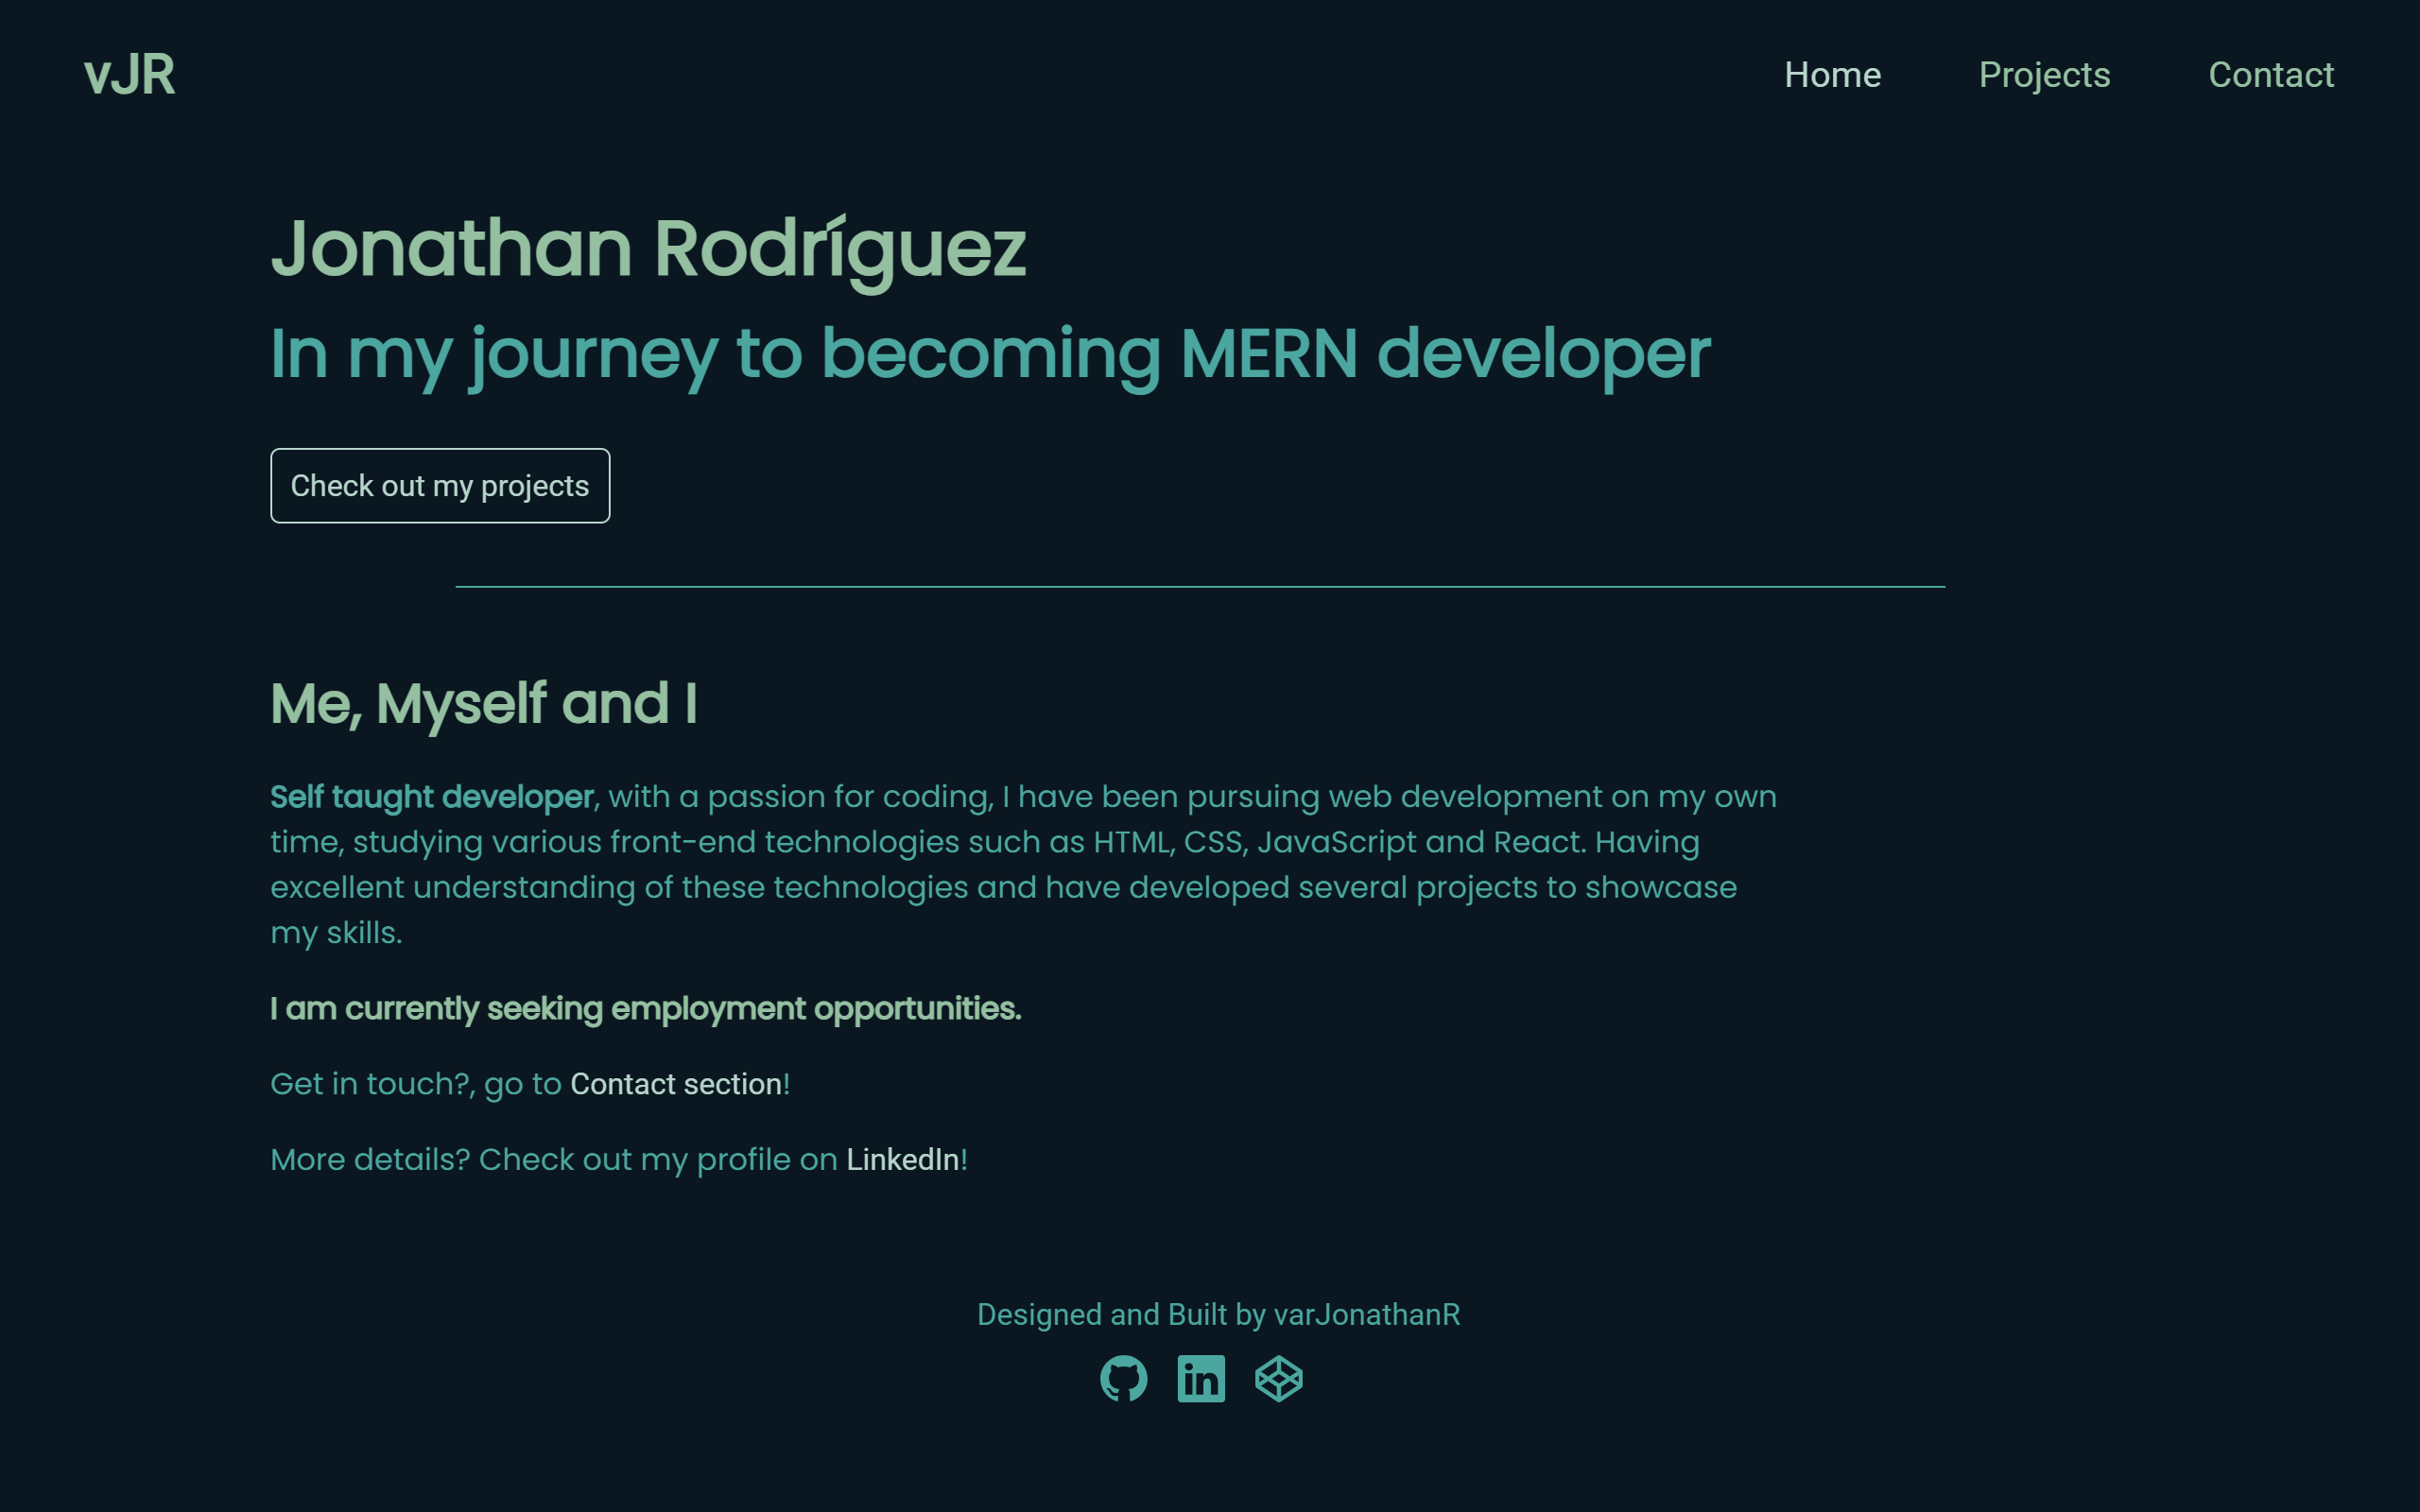 vJR
Home
Projects
Contact
Jonathan Rodríguez
In my journey to becoming MERN developer
Check out my projects
Me, Myself and I
Self taught developer, with a passion for coding, I have been pursuing web development on my own
time, studying various front-end technologies such as HTML, CSS, JavaScript and React. Having
excellent understanding of these technologies and have developed several projects to showcase
my skills.
I am currently seeking employment opportunities.
Get in touch?, go to Contact section!
More details? Check out my profile on LinkedIn!
Designed and Built by varJonathanR
in